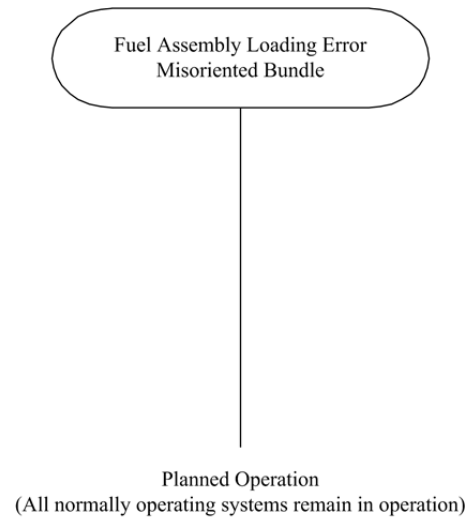 Fuel Assembly Loading Error
Misoriented Bundle
Planned Operation
(All normally operating systems remain in operation)